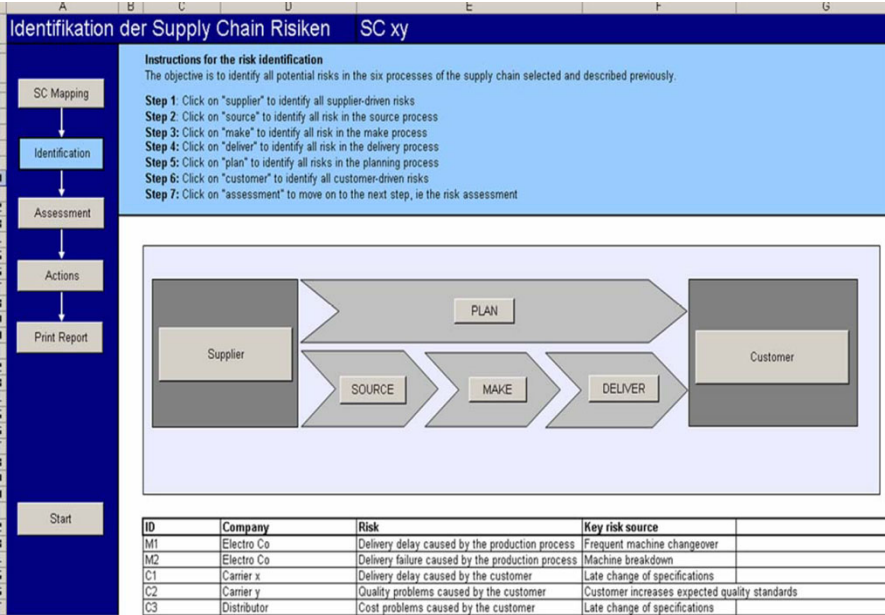 A B C D E F G
Identifikation der Supply Chain Risiken SC xy
Instructions for the risk identification
The objective is to identify all potential risks in the six processes of the supply chain selected and described previously.
Step 1: Click on "supplier" to identify all supplier-driven risks
Step 2: Click on "source" to identify all risk in the source process
Step 3: Click on "make" to identify all risk in the make process
Step 4: Click on "deliver" to identify all risk in the delivery process
Step 5: Click on "plan" to identify all risks in the planning process
Step 6: Click on "customer" to identify all customer-driven risks
Step 7: Click on "assessment" to move on to the next step, ie the risk assessment
SC Mapping
Identification
Assessment
Actions
Print Report
Start
PLAN
Supplier
SOURCE
MAKE
DELIVER
Customer
ID Company Risk Key risk source
M1 Electro Co Delivery delay caused by the production process Frequent machine changeover
M2 Electro Co Delivery failure caused by the production process Machine breakdown
C1 Carrier x Delivery delay caused by the customer Late change of specifications
C2 Carrier y Quality problems caused by the customer Customer increases expected quality standards
C3 Distributor Cost problems caused by the customer Late change of specifications